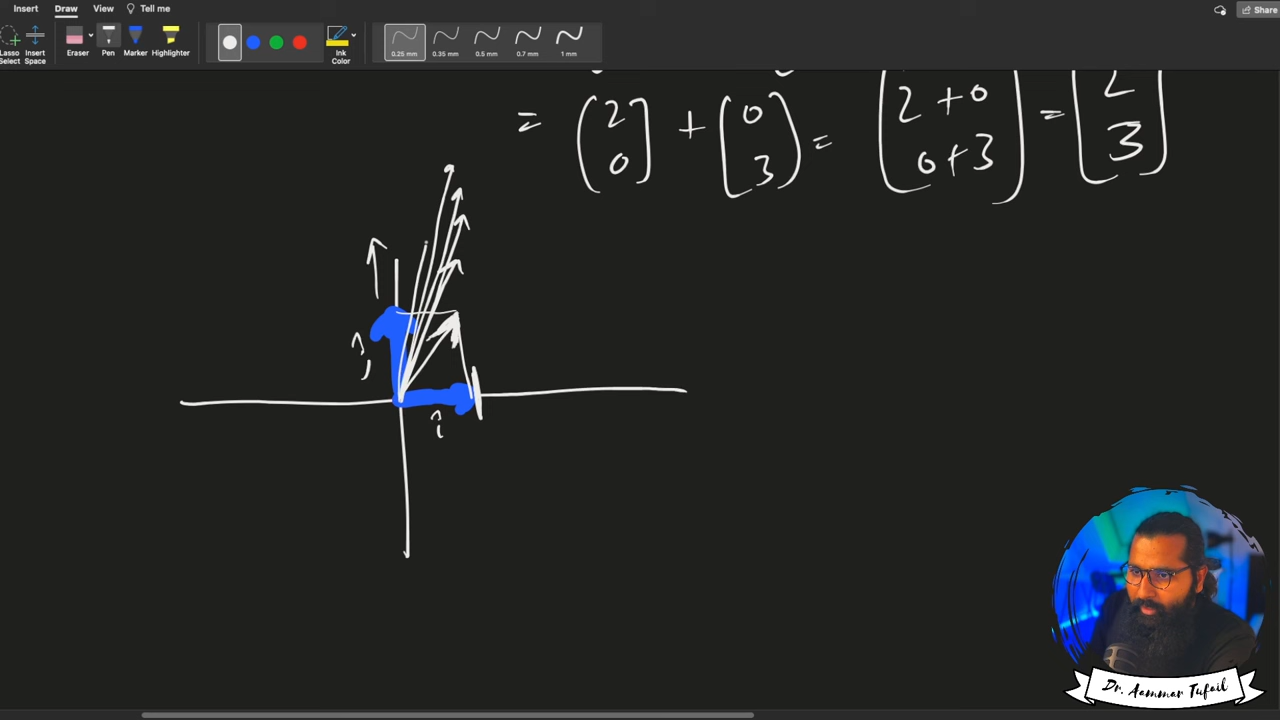 Insert Draw View Tell me Share
Lasso Select
Insert Space
Eraser
Pen
Marker
Highlighter
Ink Color
0.25 mm
0.35 mm
0.5 mm
0.7 mm
1 mm
= [2 0] + [0 3] = [2+0 0+3] = [2 3]
ĵ
î
Dr. Aammar Tufail